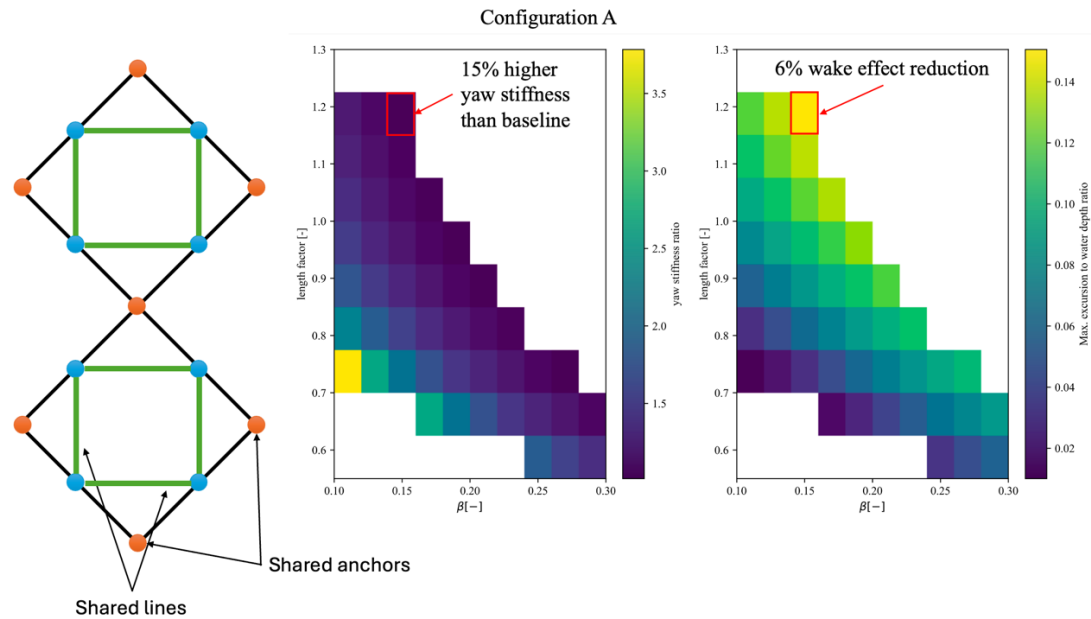 Configuration A
1.3
1.2
1.1
1.0
0.9
0.8
0.7
0.6
length factor [-]
0.10
0.15
0.20
0.25
0.30
β[−]
15% higher
yaw stiffness
than baseline
3.5
3.0
2.5
2.0
1.5
yaw stiffness ratio
1.3
1.2
1.1
1.0
0.9
0.8
0.7
0.6
length factor [-]
0.10
0.15
0.20
0.25
0.30
β[−]
6% wake effect reduction
0.14
0.12
0.10
0.08
0.06
0.04
0.02
Max. excursion to water depth ratio
Shared anchors
Shared lines